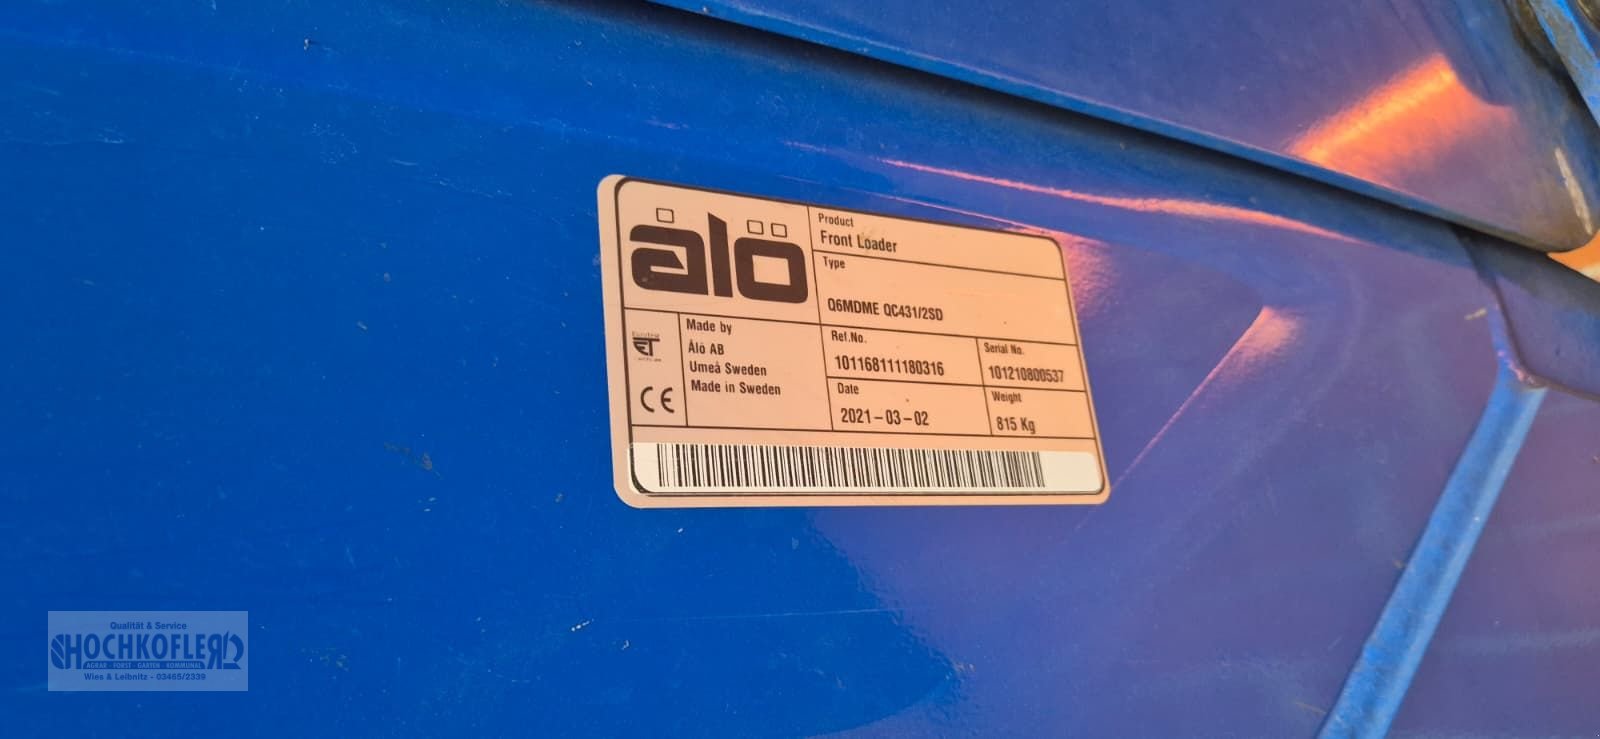 ålö
Product
Front Loader
Type
Q6MDME QC431/2SD
Made by
Ålö AB
Umeå Sweden
Made in Sweden
Ref.No.
101168111180316
Serial No.
101210800537
Date
2021-03-02
Weight
815 Kg
ET
CE
Qualität & Service
HOCHKOFLER
AGRAR - FORST - GARTEN - KOMMUNAL
Wies & Leibnitz - 03465/2339